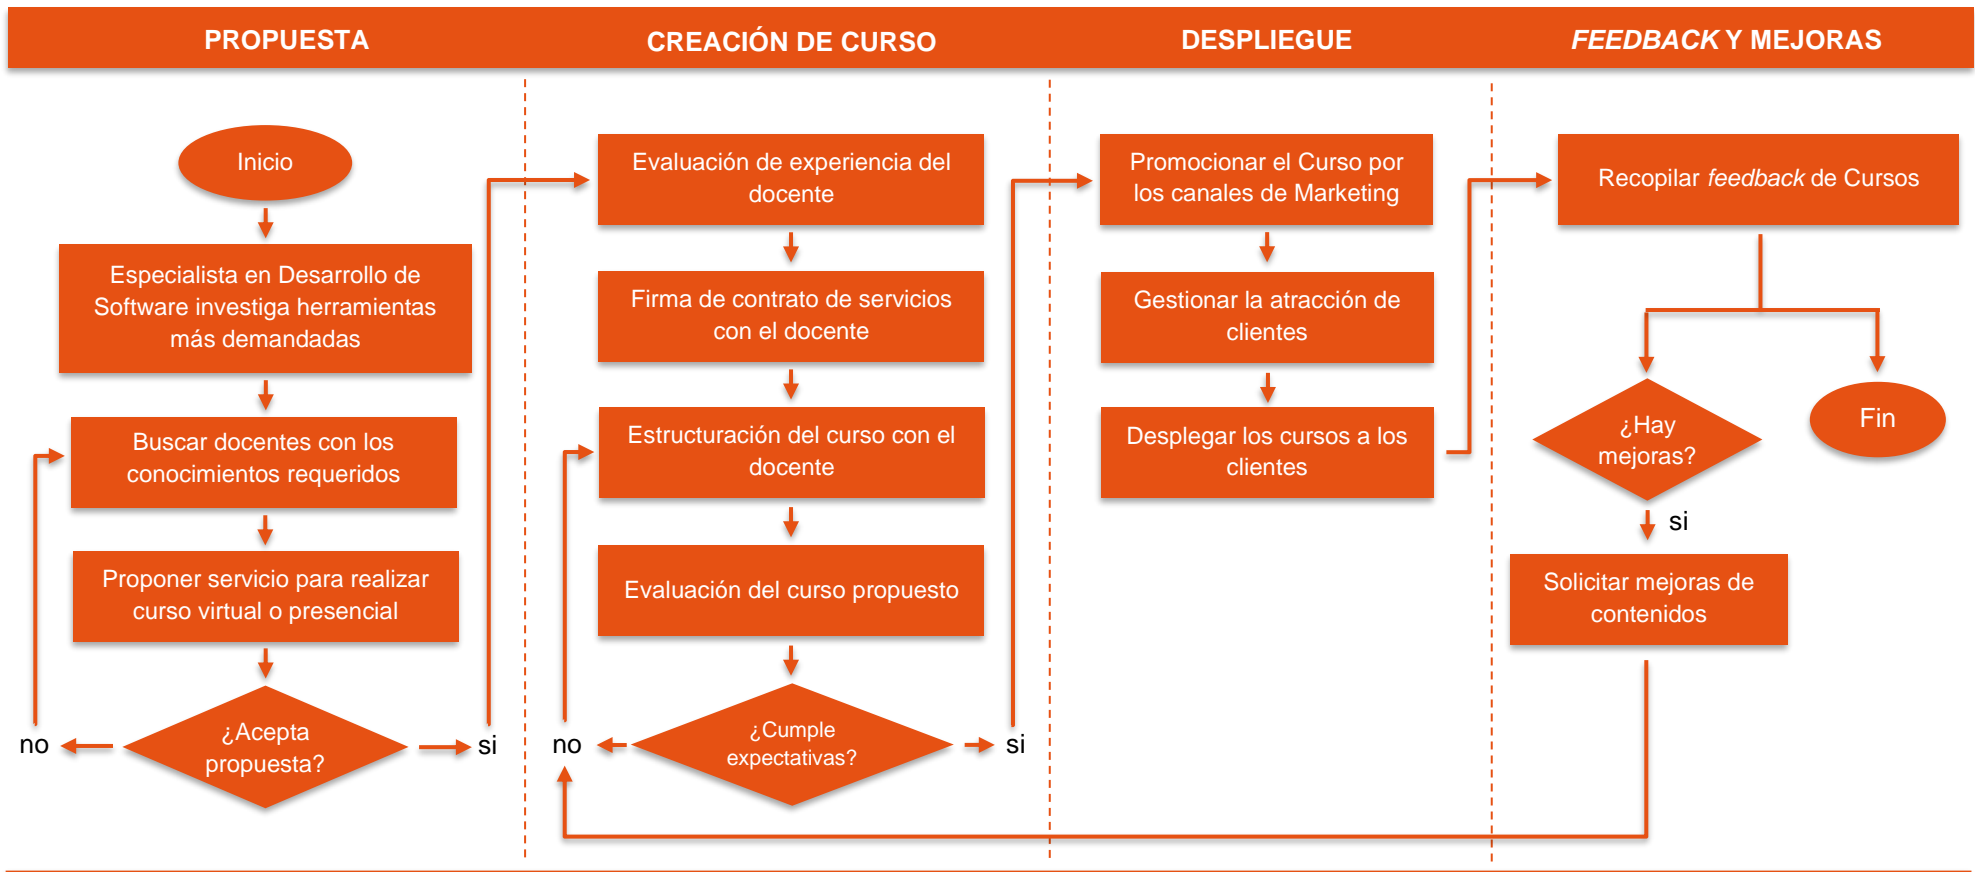 PROPUESTA
CREACIÓN DE CURSO
DESPLIEGUE
FEEDBACK Y MEJORAS
Inicio
Especialista en Desarrollo de
Software investiga herramientas
más demandadas
Buscar docentes con los
conocimientos requeridos
Proponer servicio para realizar
curso virtual o presencial
¿Acepta
propuesta?
no
si
Evaluación de experiencia del
docente
Firma de contrato de servicios
con el docente
Estructuración del curso con el
docente
Evaluación del curso propuesto
¿Cumple
expectativas?
no
si
Promocionar el Curso por
los canales de Marketing
Gestionar la atracción de
clientes
Desplegar los cursos a los
clientes
Recopilar feedback de Cursos
¿Hay
mejoras?
Fin
si
Solicitar mejoras de
contenidos